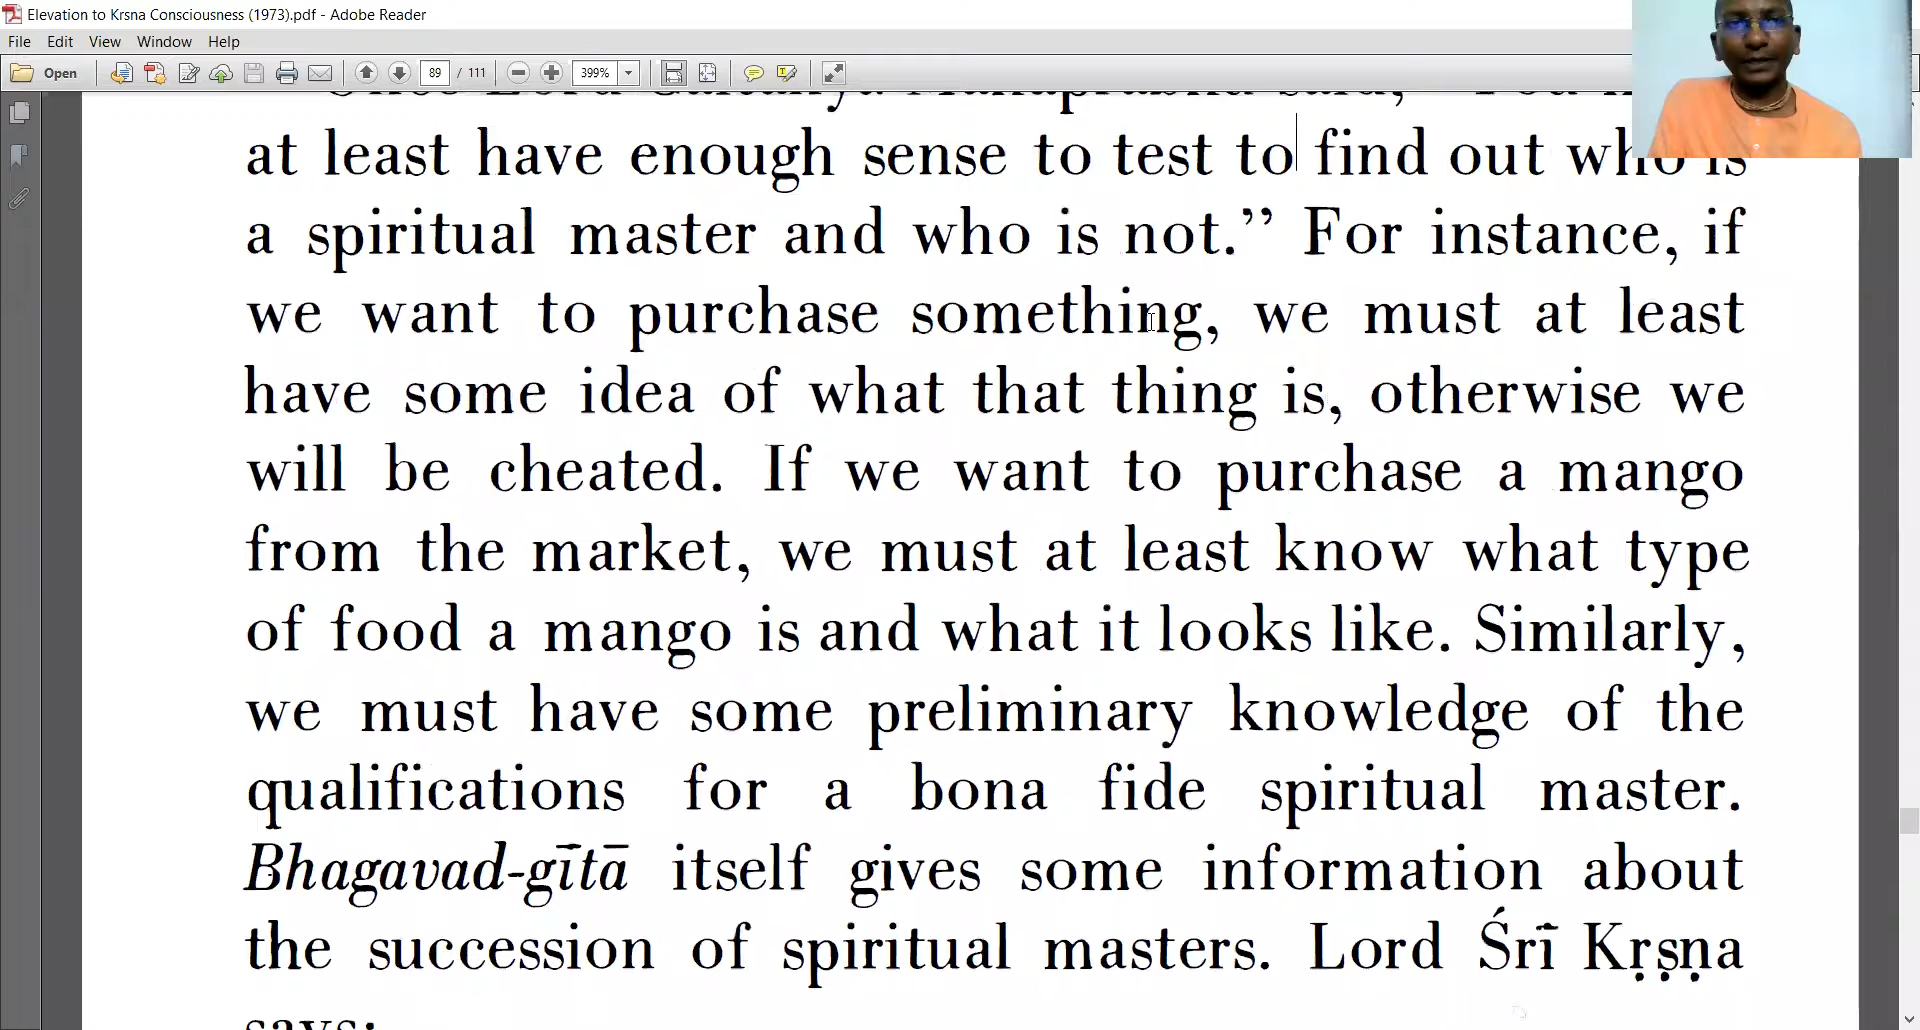 Elevation to Krsna Consciousness (1973).pdf - Adobe Reader
File Edit View Window Help
Open 89 / 111 399%
at least have enough sense to test to find out who is
a spiritual master and who is not.’’ For instance, if
we want to purchase something, we must at least
have some idea of what that thing is, otherwise we
will be cheated. If we want to purchase a mango
from the market, we must at least know what type
of food a mango is and what it looks like. Similarly,
we must have some preliminary knowledge of the
qualifications for a bona fide spiritual master.
Bhagavad-gītā itself gives some information about
the succession of spiritual masters. Lord Śrī Kṛṣṇa
says: